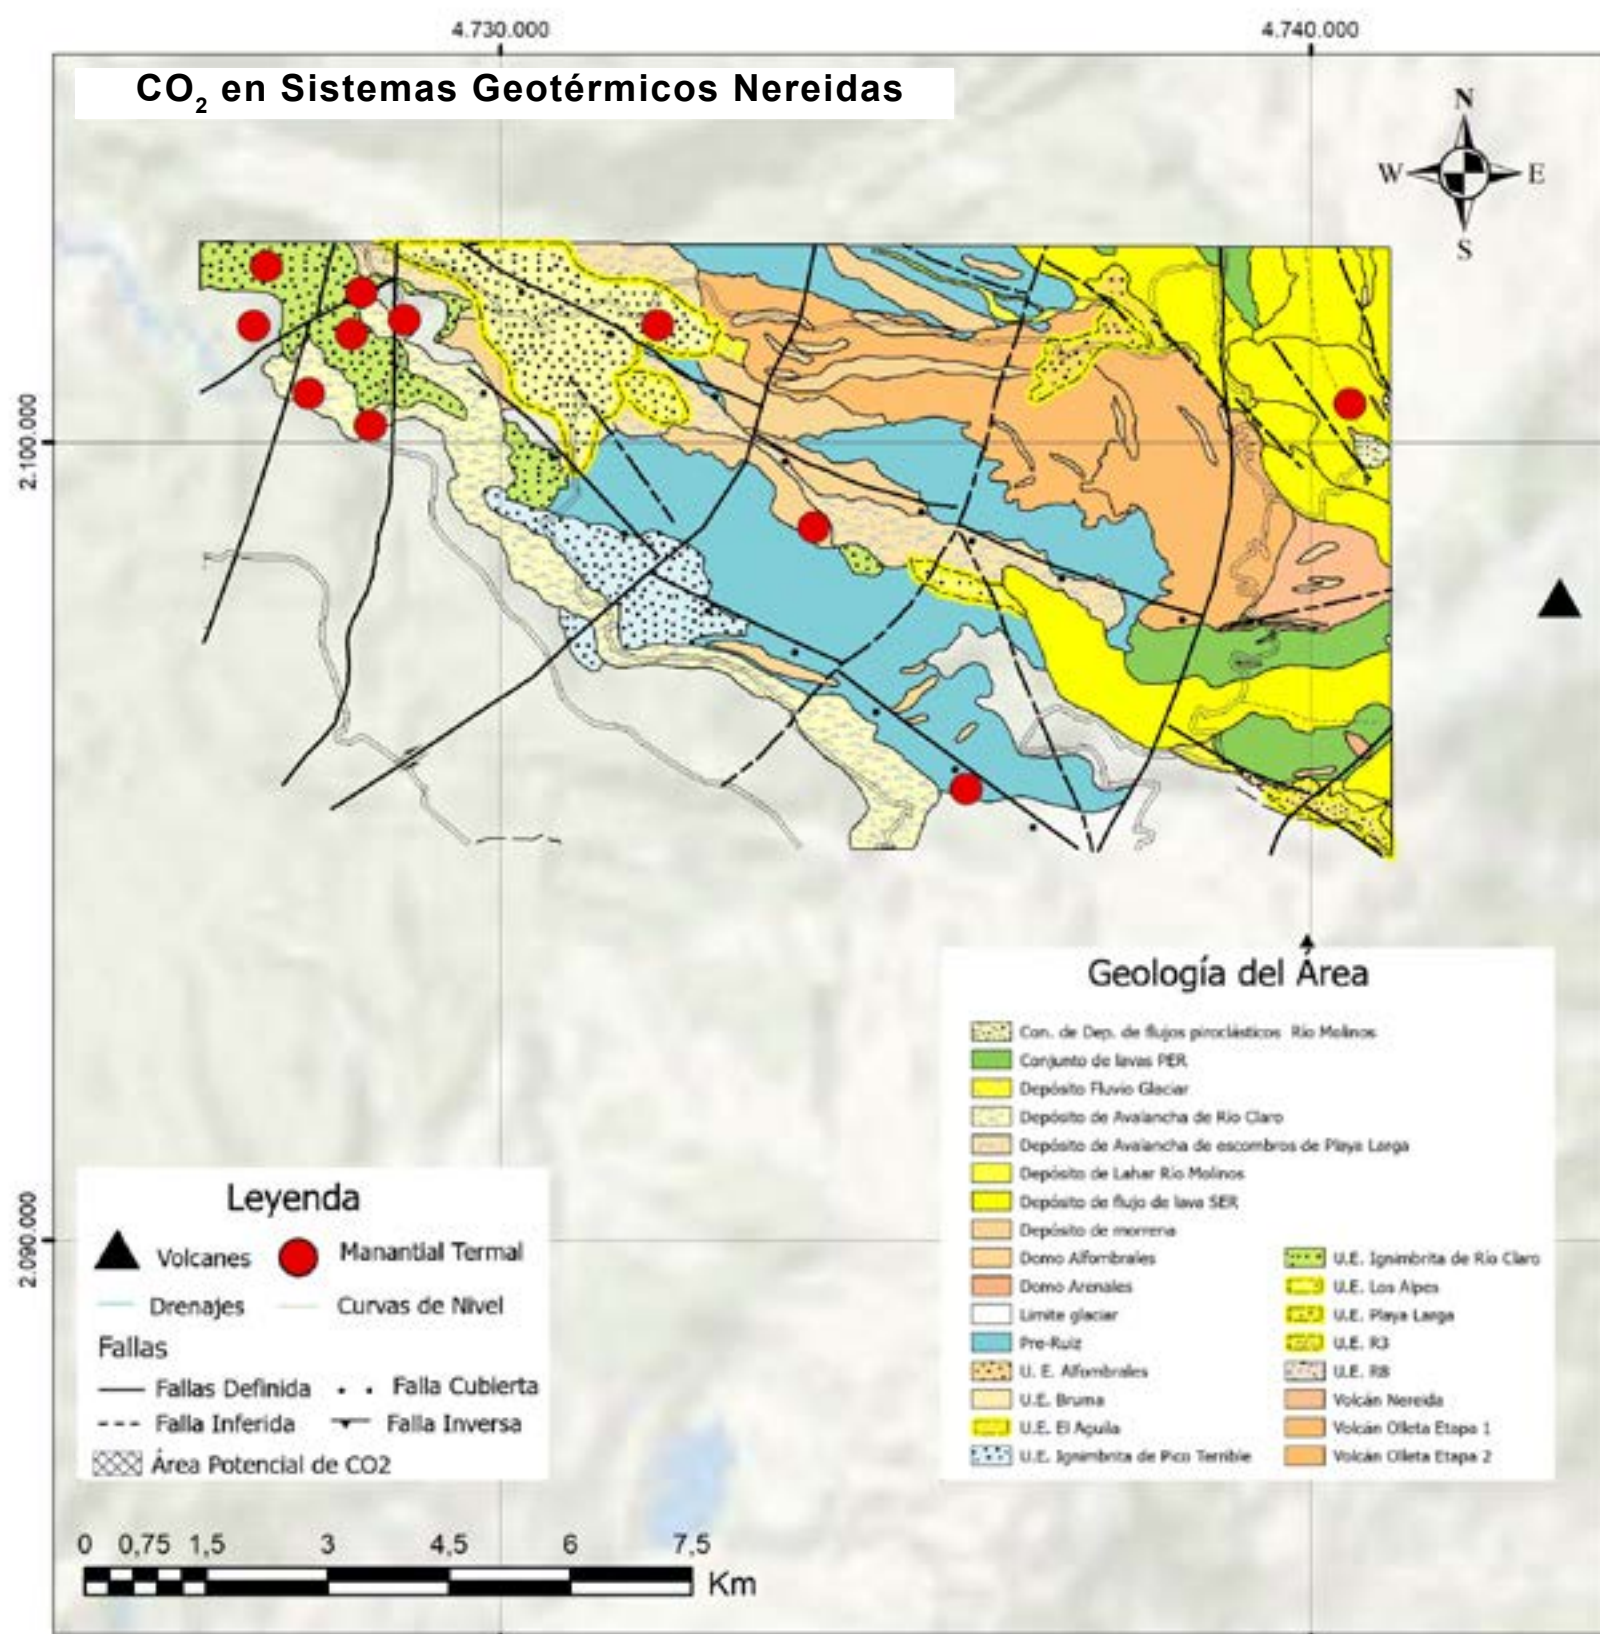 4.730.000 4.740.000
CO2 en Sistemas Geotérmicos Nereidas
N
W E
S
2.100.000
2.090.000
Geología del Área
Con. de Dep. de flujos piroclásticos Río Molinos
Conjunto de lavas PER
Depósito Fluvio Glaciar
Depósito de Avalancha de Río Claro
Depósito de Avalancha de escombros de Playa Larga
Depósito de Lahar Río Molinos
Depósito de flujo de lava SER
Depósito de morrena
Domo Alfombrales
Domo Arenales
Limite glaciar
Pre-Ruiz
U. E. Alfombrales
U.E. Bruma
U.E. El Aguila
U.E. Ignimbrita de Pico Terrible
U.E. Ignimbrita de Río Claro
U.E. Los Alpes
U.E. Playa Larga
U.E. R3
U.E. R8
Volcán Nereida
Volcán Olleta Etapa 1
Volcán Olleta Etapa 2
Leyenda
Volcanes Manantial Termal
Drenajes Curvas de Nivel
Fallas
Fallas Definida Falla Cubierta
Falla Inferida Falla Inversa
Área Potencial de CO2
0 0,75 1,5 3 4,5 6 7,5
Km